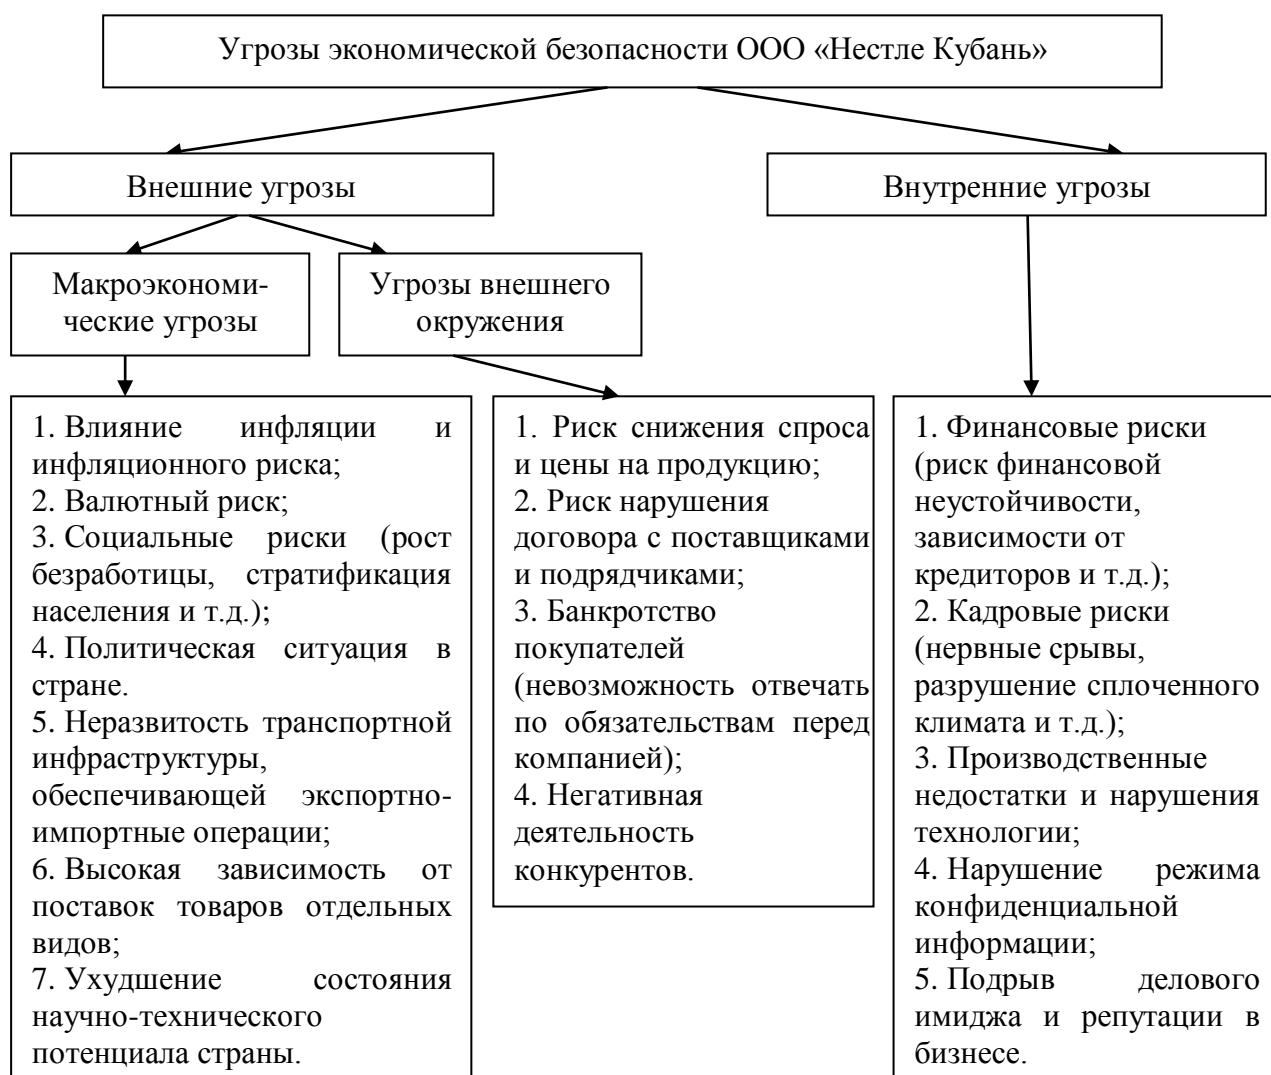 Угрозы экономической безопасности ООО «Нестле Кубань»
Внешние угрозы
Внутренние угрозы
Макроэкономи-
ческие угрозы
Угрозы внешнего
окружения
1. Влияние инфляции и
инфляционного риска;
2. Валютный риск;
3. Социальные риски (рост
безработицы, стратификация
населения и т.д.);
4. Политическая ситуация в
стране.
5. Неразвитость транспортной
инфраструктуры,
обеспечивающей экспортно-
импортные операции;
6. Высокая зависимость от
поставок товаров отдельных
видов;
7. Ухудшение состояния
научно-технического
потенциала страны.
1. Риск снижения спроса
и цены на продукцию;
2. Риск нарушения
договора с поставщиками
и подрядчиками;
3. Банкротство
покупателей
(невозможность отвечать
по обязательствам перед
компанией);
4. Негативная
деятельность
конкурентов.
1. Финансовые риски
(риск финансовой
неустойчивости,
зависимости от
кредиторов и т.д.);
2. Кадровые риски
(нервные срывы,
разрушение сплоченного
климата и т.д.);
3. Производственные
недостатки и нарушения
технологии;
4. Нарушение режима
конфиденциальной
информации;
5. Подрыв делового
имиджа и репутации в
бизнесе.